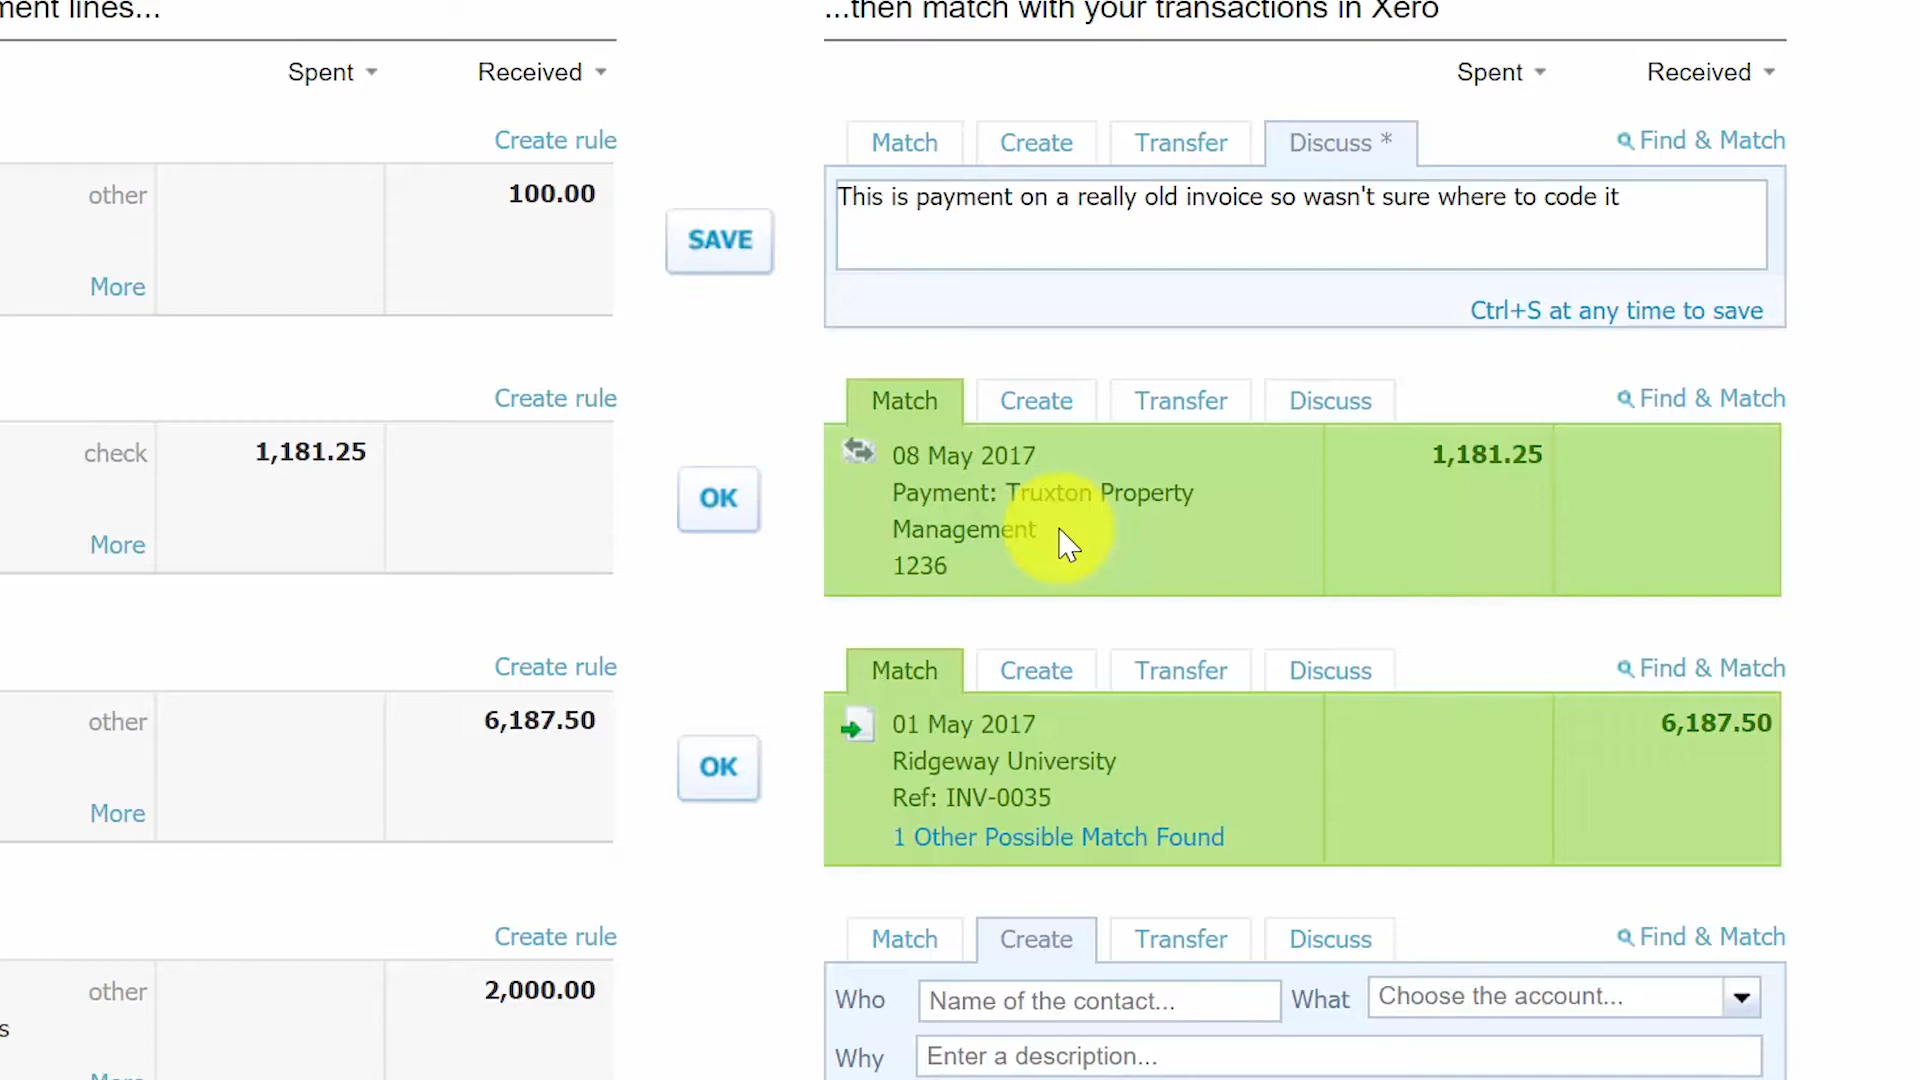 ment lines...
...then match with your transactions in Xero
Spent Received
Spent Received
Create rule
other 100.00
More
SAVE
Match Create Transfer Discuss * Find & Match
This is payment on a really old invoice so wasn't sure where to code it
Ctrl+S at any time to save
Create rule
check 1,181.25
More
OK
Match Create Transfer Discuss Find & Match
08 May 2017 1,181.25
Payment: Truxton Property
Management
1236
Create rule
other 6,187.50
More
OK
Match Create Transfer Discuss Find & Match
01 May 2017 6,187.50
Ridgeway University
Ref: INV-0035
1 Other Possible Match Found
Create rule
other 2,000.00
s
More
Match Create Transfer Discuss Find & Match
Who Name of the contact... What Choose the account...
Why Enter a description...